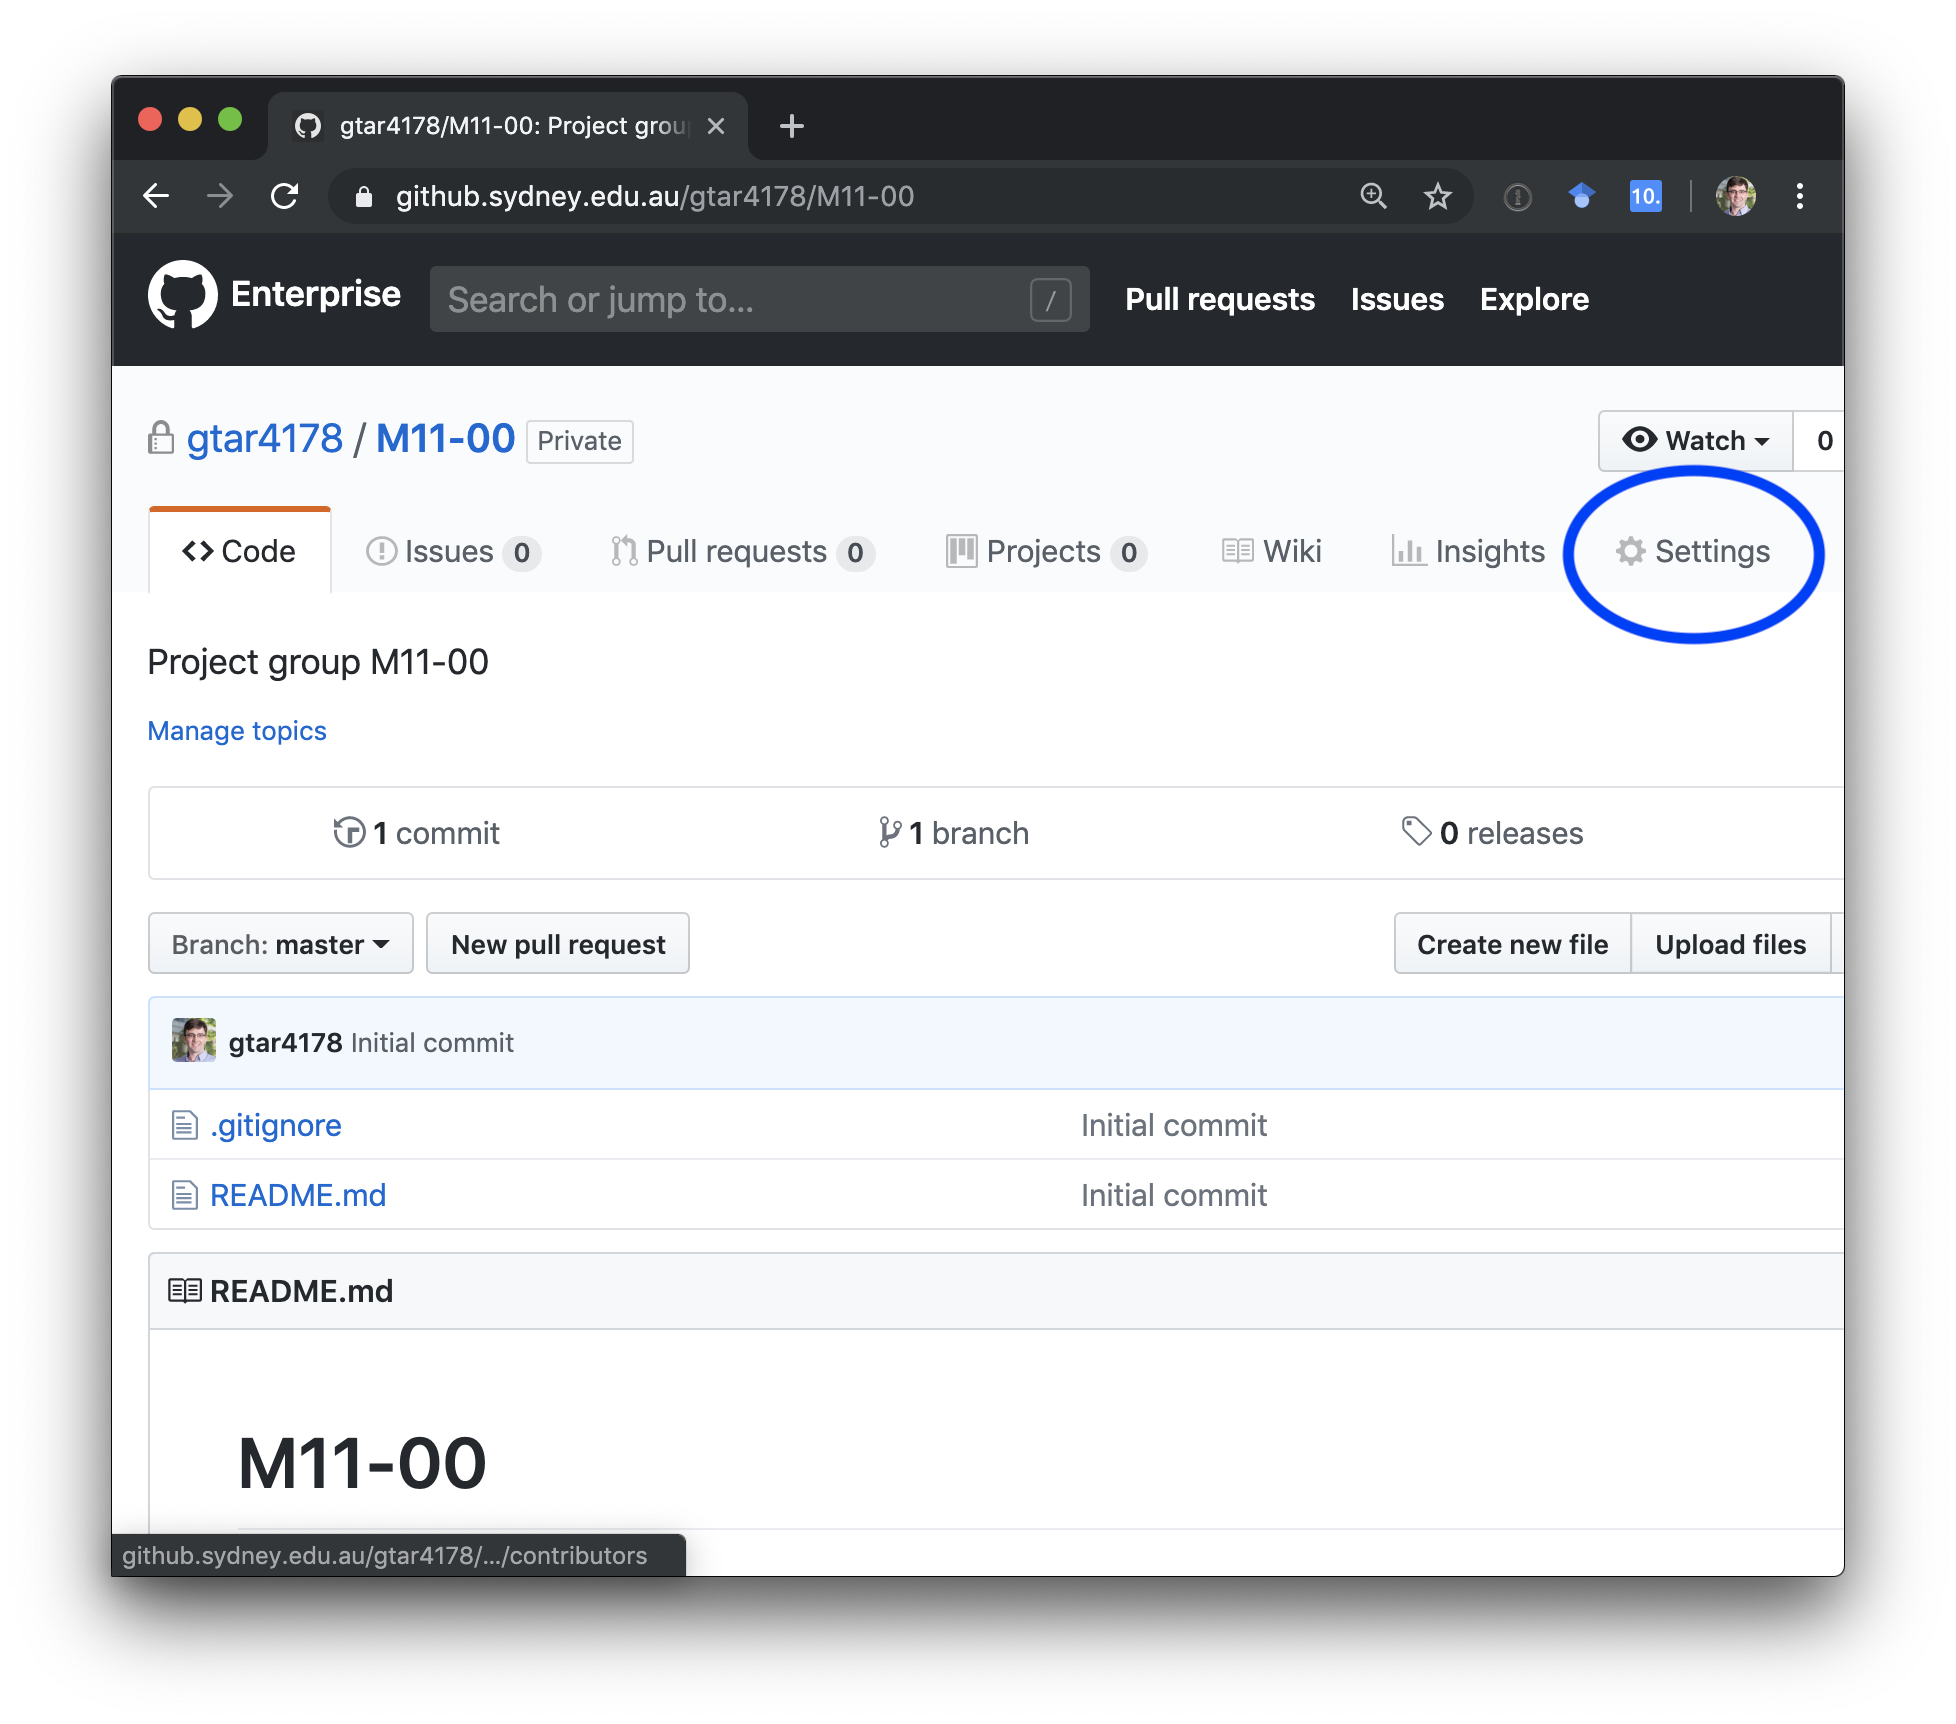 gtar4178/M11-00: Project grou
github.sydney.edu.au/gtar4178/M11-00
10.
Enterprise
Search or jump to...
/
Pull requests
Issues
Explore
gtar4178 / M11-00 Private
Watch 0
Code
Issues 0
Pull requests 0
Projects 0
Wiki
Insights
Settings
Project group M11-00
Manage topics
1 commit
1 branch
0 releases
Branch: master
New pull request
Create new file
Upload files
gtar4178 Initial commit
.gitignore Initial commit
README.md Initial commit
README.md
M11-00
github.sydney.edu.au/gtar4178/.../contributors